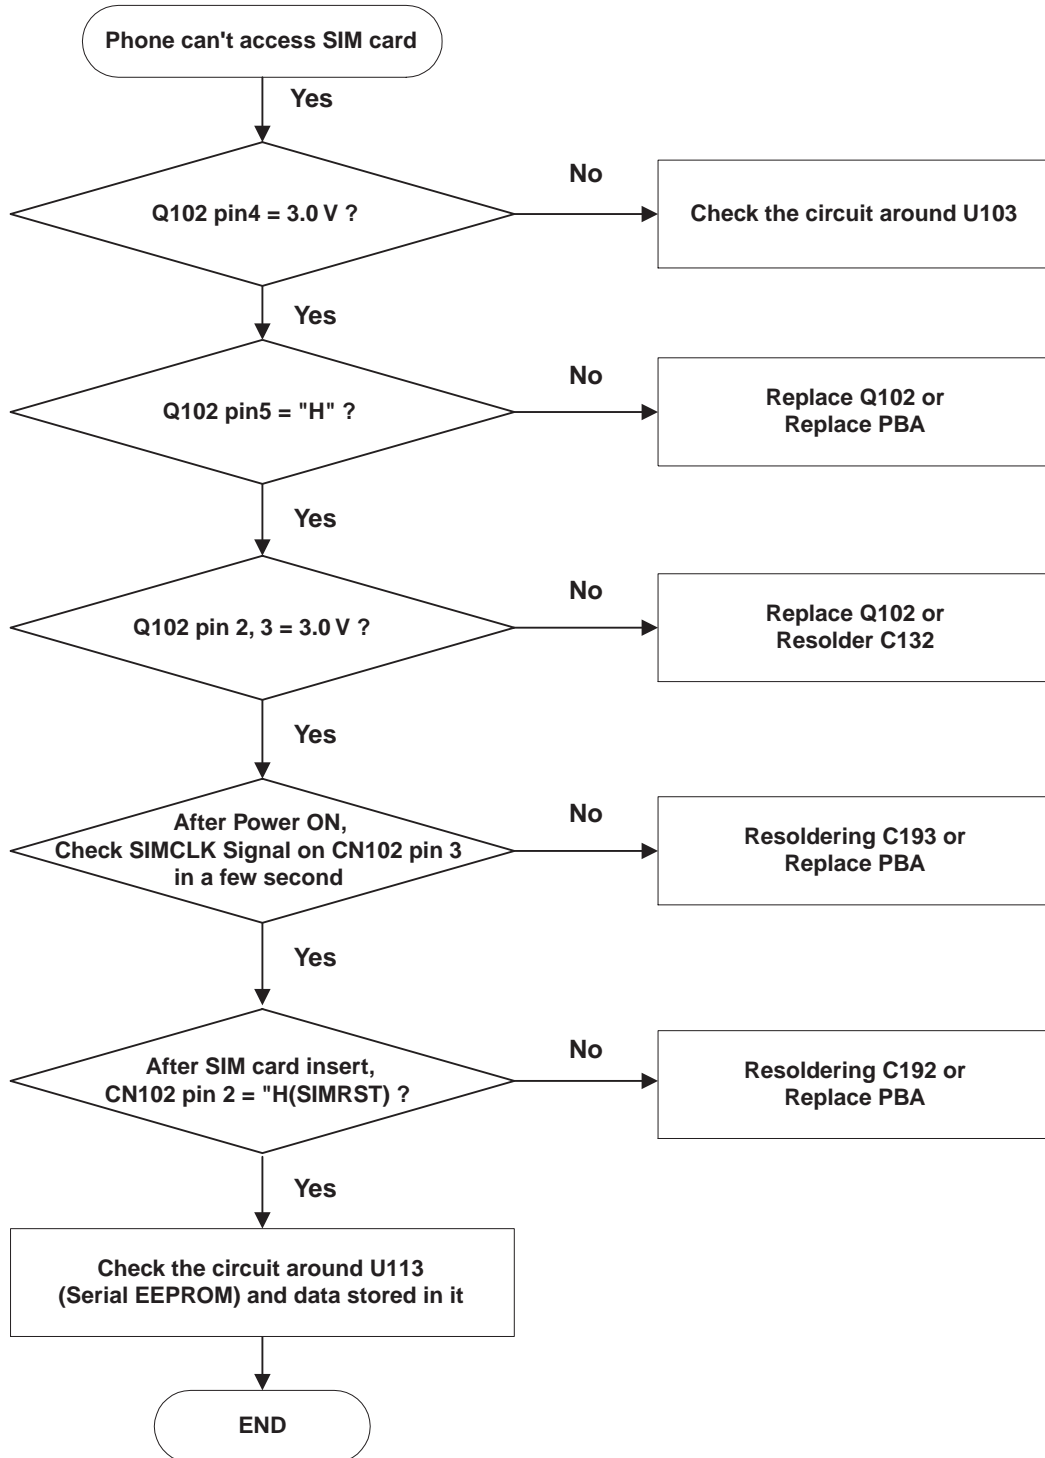 Phone can't access SIM card
Yes
Q102 pin4 = 3.0 V ?
No
Check the circuit around U103
Yes
Q102 pin5 = "H" ?
No
Replace Q102 or
Replace PBA
Yes
Q102 pin 2, 3 = 3.0 V ?
No
Replace Q102 or
Resolder C132
Yes
After Power ON,
Check SIMCLK Signal on CN102 pin 3
in a few second
No
Resoldering C193 or
Replace PBA
Yes
After SIM card insert,
CN102 pin 2 = "H(SIMRST) ?
No
Resoldering C192 or
Replace PBA
Yes
Check the circuit around U113
(Serial EEPROM) and data stored in it
END